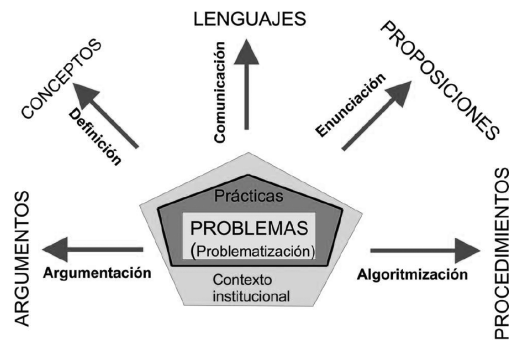 LENGUAJES
CONCEPTOS
PROPOSICIONES
Comunicación
Definición
Enunciación
Prácticas
PROBLEMAS
(Problematización)
ARGUMENTOS
PROCEDIMIENTOS
Argumentación
Algoritmización
Contexto
institucional